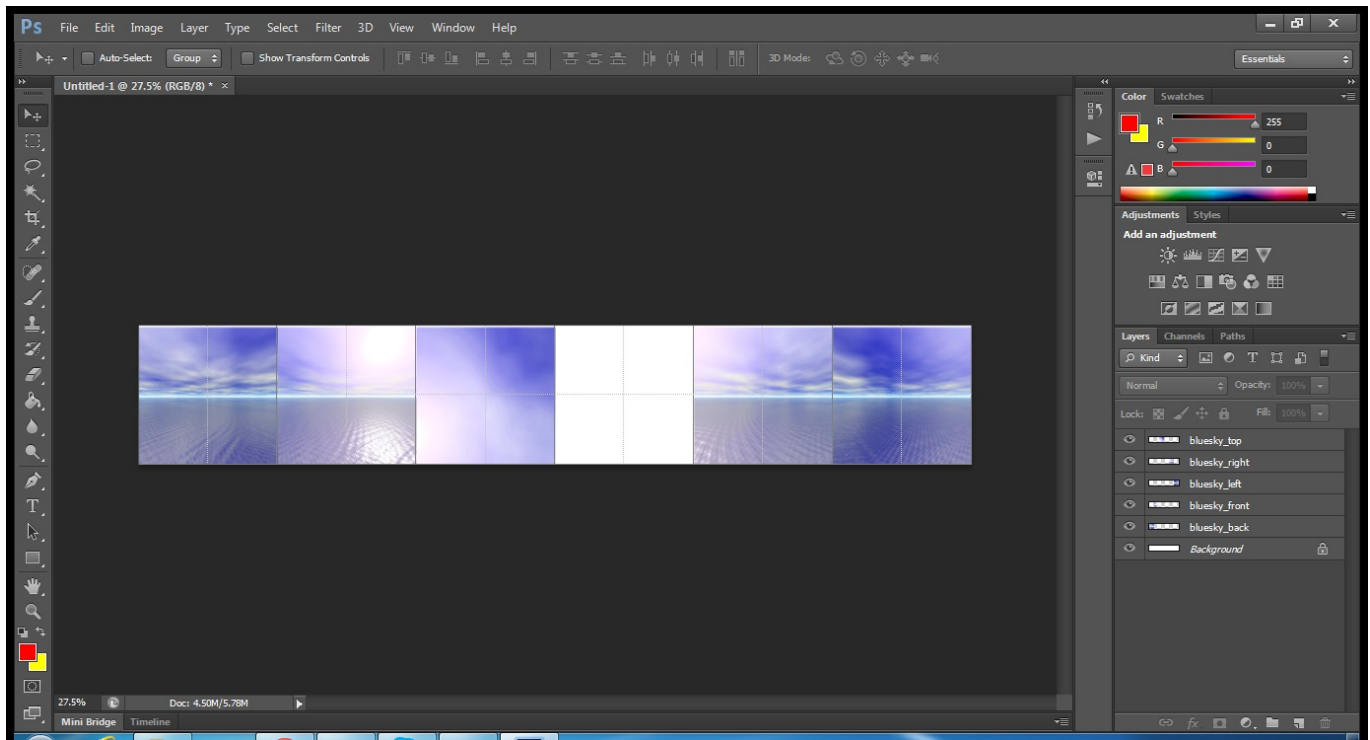 Ps File Edit Image Layer Type Select Filter 3D View Window Help
Auto-Select: Group Show Transform Controls 3D Mode: Essentials
Untitled-1 @ 27.5% (RGB/8) * ×
Color Swatches
R 255
G 0
B 0
Adjustments Styles
Add an adjustment
Layers Channels Paths
Kind
Normal Opacity: 100%
Lock: Fill: 100%
bluesky_top
bluesky_right
bluesky_left
bluesky_front
bluesky_back
Background
27.5% Doc: 4.50M/5.78M
Mini Bridge Timeline